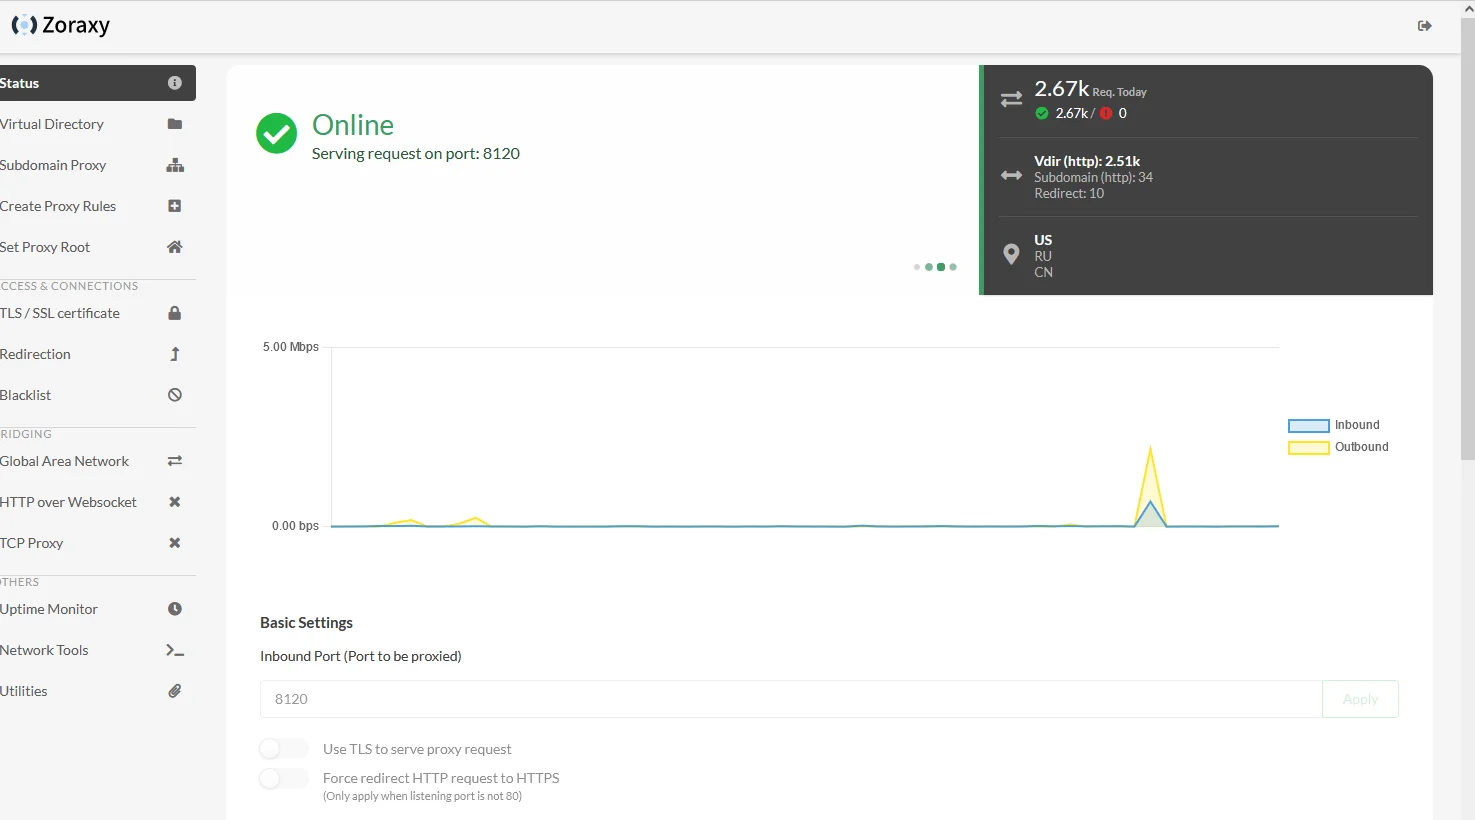 Zoraxy
Status
Virtual Directory
Subdomain Proxy
Create Proxy Rules
Set Proxy Root
CCESS & CONNECTIONS
TLS / SSL certificate
Redirection
Blacklist
RIDGING
Global Area Network
HTTP over Websocket
TCP Proxy
OTHERS
Uptime Monitor
Network Tools
Utilities
Online
Serving request on port: 8120
2.67k Req. Today
2.67k / 0
Vdir (http): 2.51k
Subdomain (http): 34
Redirect: 10
US
RU
CN
5.00 Mbps
0.00 bps
Inbound
Outbound
Basic Settings
Inbound Port (Port to be proxied)
8120
Apply
Use TLS to serve proxy request
Force redirect HTTP request to HTTPS
(Only apply when listening port is not 80)